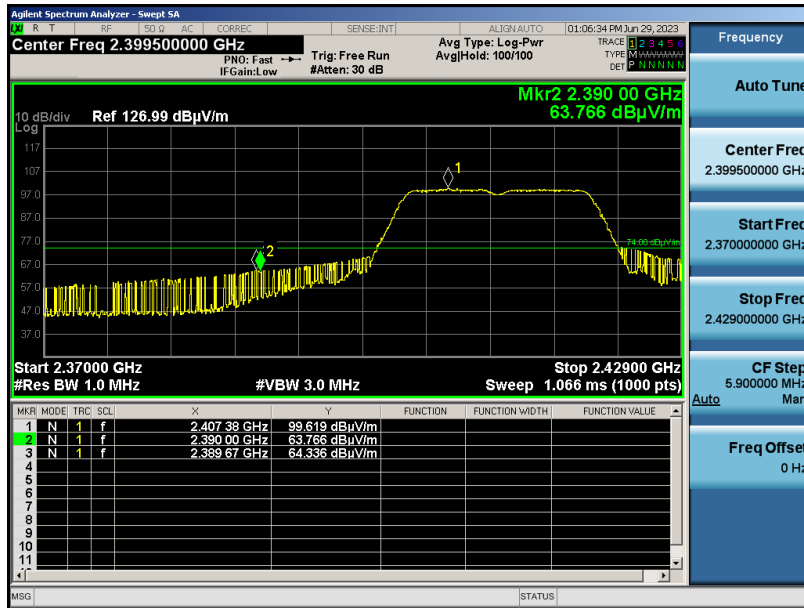 Agilent Spectrum Analyzer - Swept SA
LXI R T RF 50 Ω AC CORREC SENSE:INT ALIGN AUTO 01:06:34 PM Jun 29, 2023
Center Freq 2.399500000 GHz
PNO: Fast
IFGain:Low
Trig: Free Run
#Atten: 30 dB
Avg Type: Log-Pwr
Avg|Hold: 100/100
TRACE 1 2 3 4 5 6
TYPE M
DET P N N N N N
Mkr2 2.390 00 GHz
63.766 dBµV/m
10 dB/div Ref 126.99 dBµV/m
Log
117
107
97.0
87.0
77.0
67.0
57.0
47.0
37.0
1
2
74.00 dBµV/m
Start 2.37000 GHz Stop 2.42900 GHz
#Res BW 1.0 MHz #VBW 3.0 MHz Sweep 1.066 ms (1000 pts)
MKR MODE TRC SCL X Y FUNCTION FUNCTION WIDTH FUNCTION VALUE
1 N 1 f 2.407 38 GHz 99.619 dBµV/m
2 N 1 f 2.390 00 GHz 63.766 dBµV/m
3 N 1 f 2.389 67 GHz 64.336 dBµV/m
4
5
6
7
8
9
10
11
MSG STATUS
Frequency
Auto Tune
Center Freq
2.399500000 GHz
Start Freq
2.370000000 GHz
Stop Freq
2.429000000 GHz
CF Step
5.900000 MHz
Auto Man
Freq Offset
0 Hz